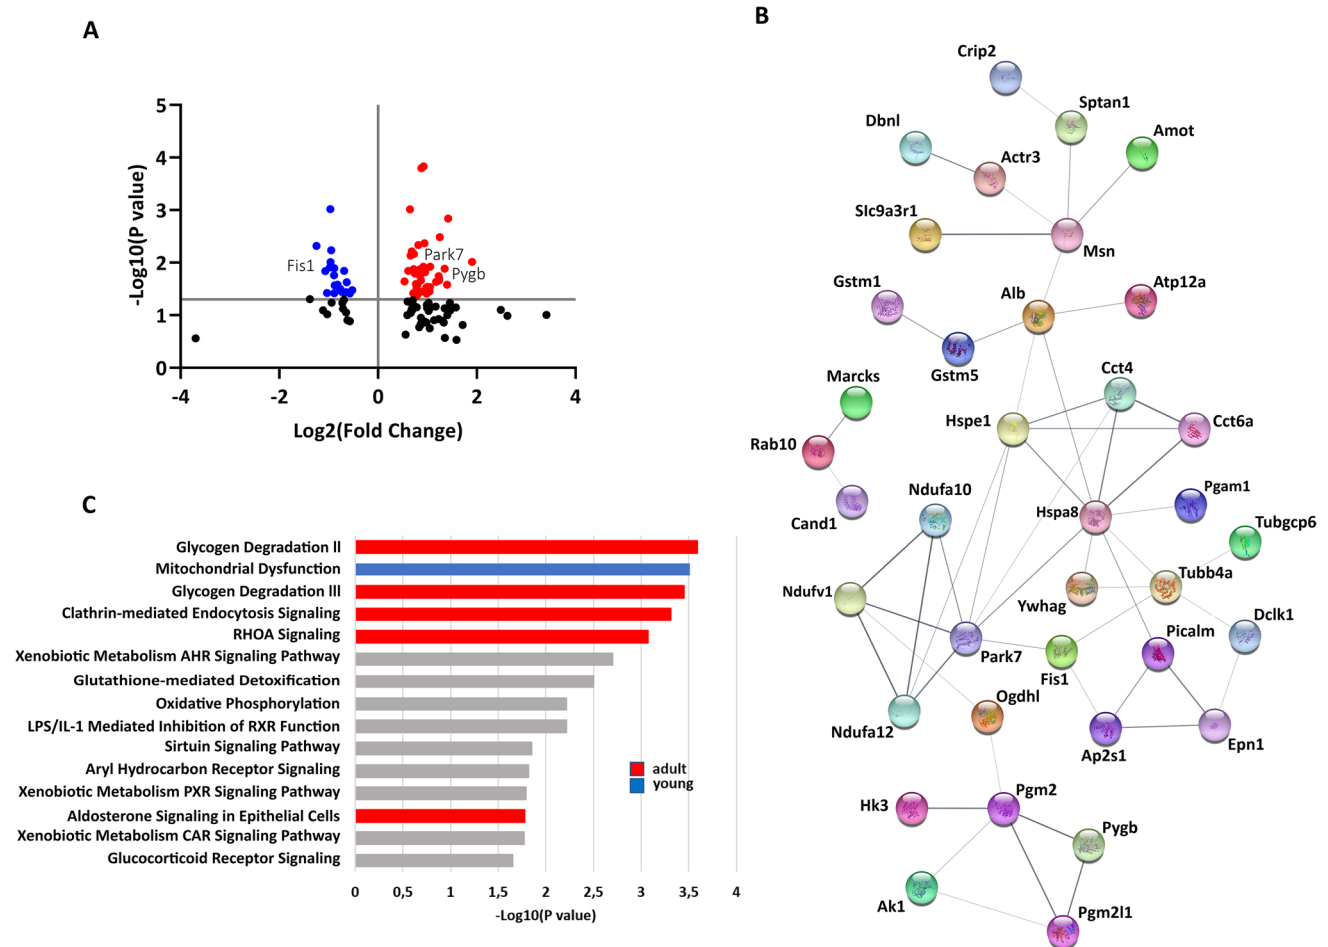 A
5
4
3
2
1
0
-4
-2
0
2
4
-Log10(P value)
Log2(Fold Change)
Fis1
Park7
Pygb
B
Crip2
Sptan1
Dbnl
Amot
Actr3
Slc9a3r1
Msn
Gstm1
Alb
Atp12a
Gstm5
Cct4
Marcks
Hspe1
Cct6a
Rab10
Ndufa10
Pgam1
Cand1
Hspa8
Tubgcp6
Tubb4a
Ndufv1
Ywhag
Dclk1
Picalm
Park7
Fis1
Ogdhl
Ndufa12
Ap2s1
Epn1
Pgm2
Hk3
Pygb
Ak1
Pgm2l1
C
Glycogen Degradation II
Mitochondrial Dysfunction
Glycogen Degradation III
Clathrin-mediated Endocytosis Signaling
RHOA Signaling
Xenobiotic Metabolism AHR Signaling Pathway
Glutathione-mediated Detoxification
Oxidative Phosphorylation
LPS/IL-1 Mediated Inhibition of RXR Function
Sirtuin Signaling Pathway
Aryl Hydrocarbon Receptor Signaling
Xenobiotic Metabolism PXR Signaling Pathway
Aldosterone Signaling in Epithelial Cells
Xenobiotic Metabolism CAR Signaling Pathway
Glucocorticoid Receptor Signaling
adult
young
0
0,5
1
1,5
2
2,5
3
3,5
4
-Log10(P value)